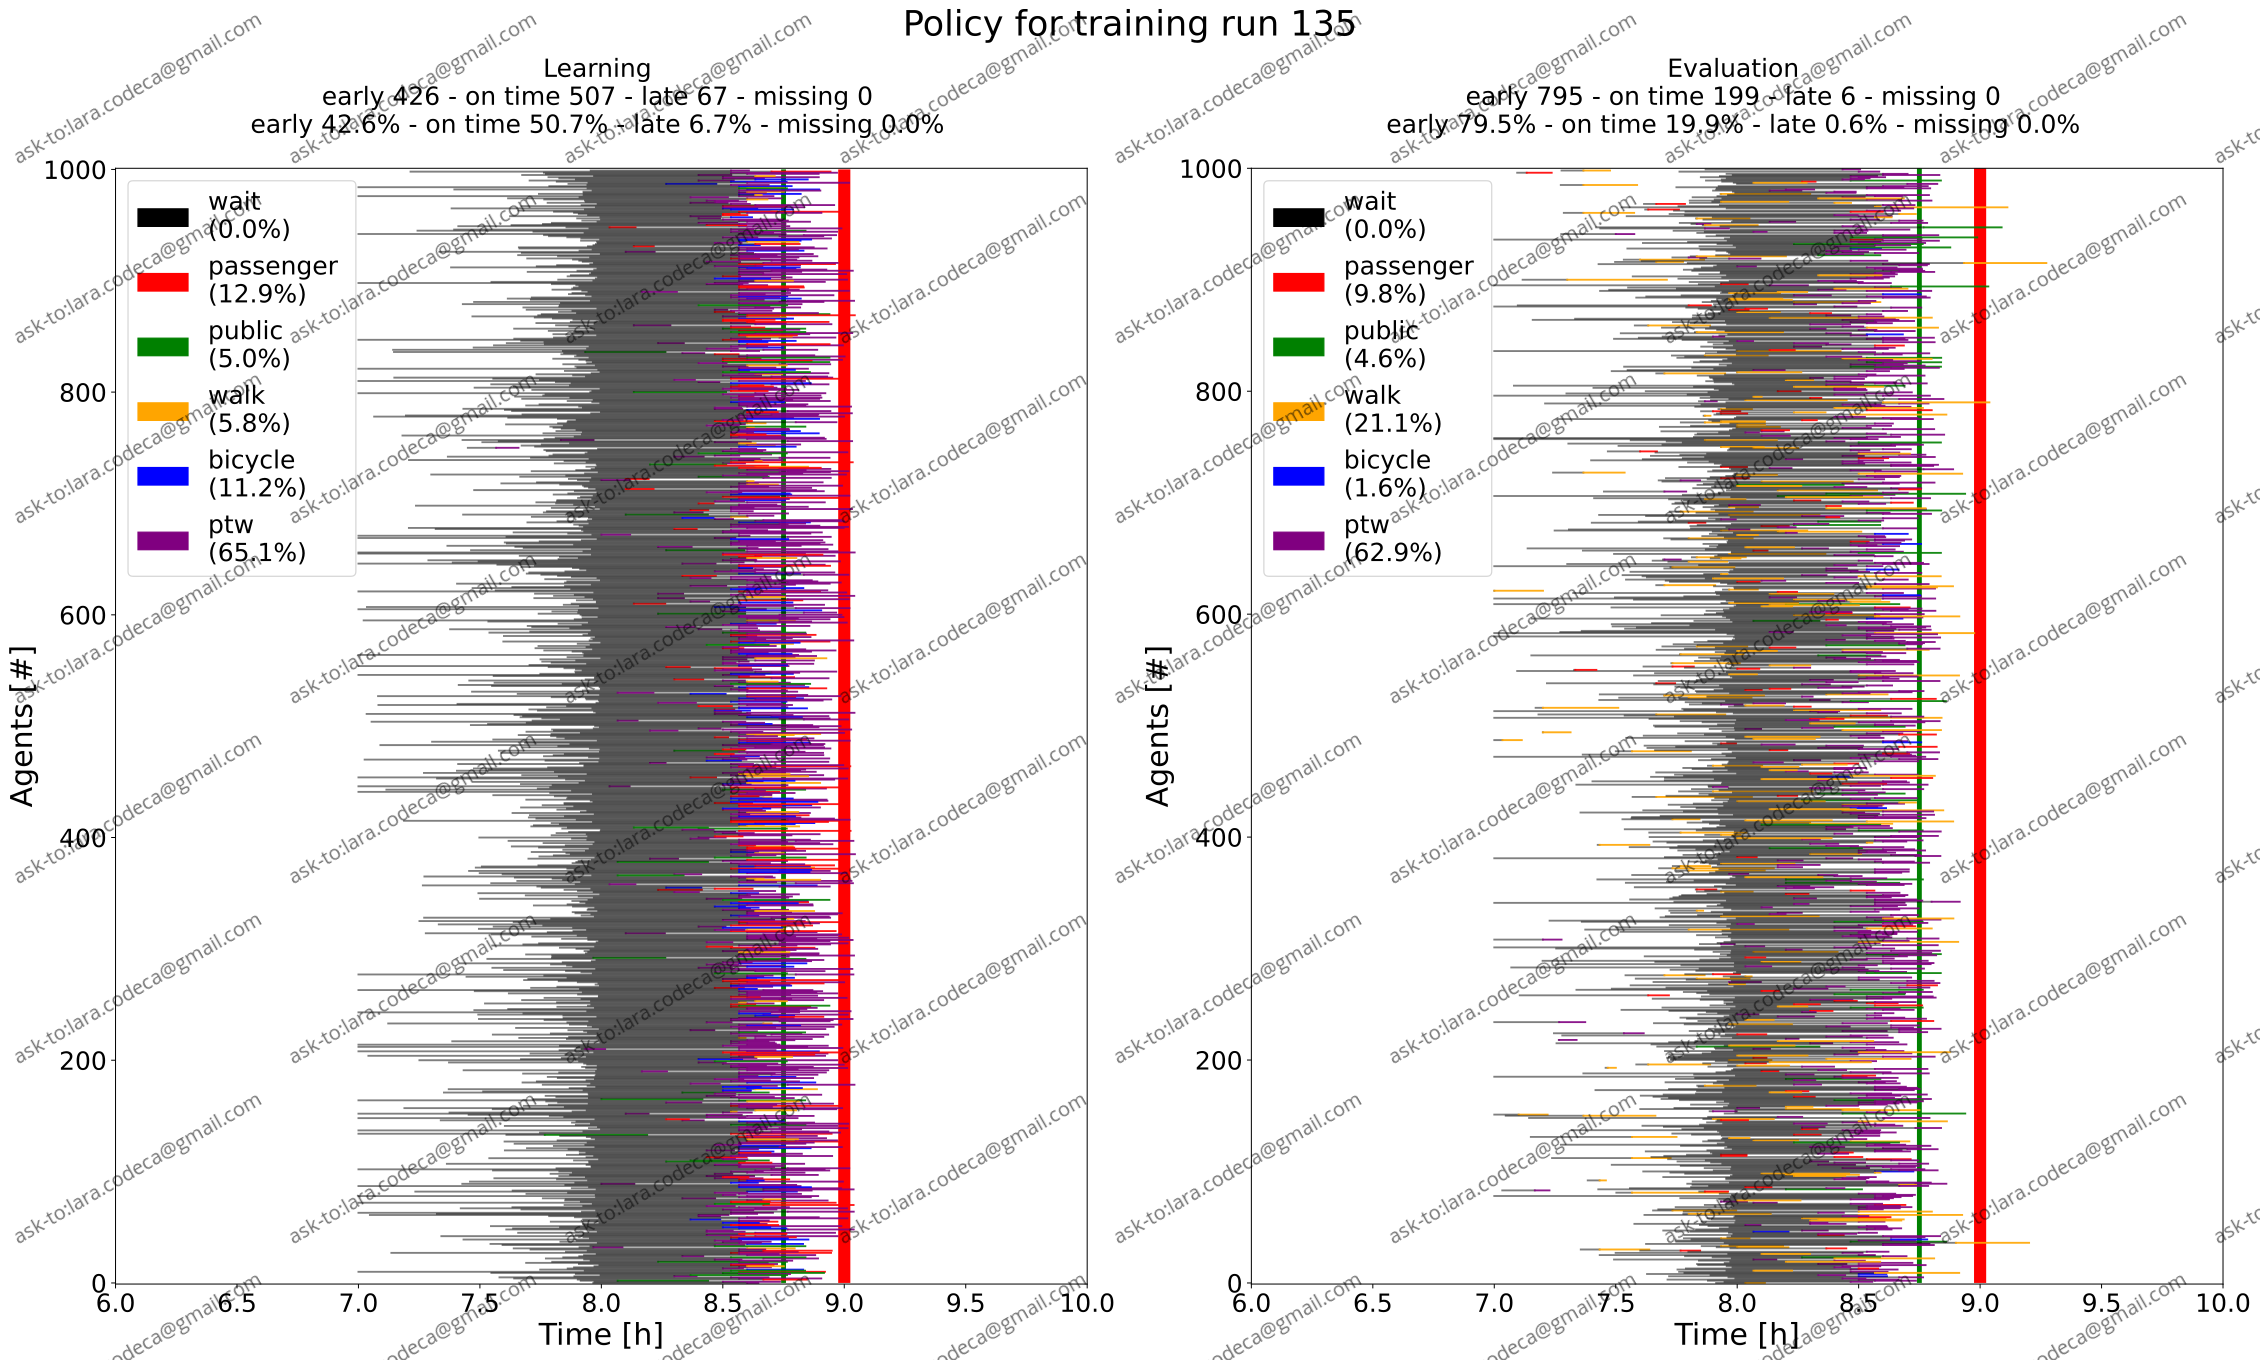 Policy for training run 135
Learning
early 426 - on time 507 - late 67 - missing 0
early 42.6% - on time 50.7% - late 6.7% - missing 0.0%
Evaluation
early 795 - on time 199 - late 6 - missing 0
early 79.5% - on time 19.9% - late 0.6% - missing 0.0%
Agents [#]
1000
800
600
400
200
0
wait
(0.0%)
passenger
(12.9%)
public
(5.0%)
walk
(5.8%)
bicycle
(11.2%)
ptw
(65.1%)
6.0 6.5 7.0 7.5 8.0 8.5 9.0 9.5 10.0
Time [h]
Agents [#]
1000
800
600
400
200
0
wait
(0.0%)
passenger
(9.8%)
public
(4.6%)
walk
(21.1%)
bicycle
(1.6%)
ptw
(62.9%)
6.0 6.5 7.0 7.5 8.0 8.5 9.0 9.5 10.0
Time [h]
ask-to:lara.codeca@gmail.com